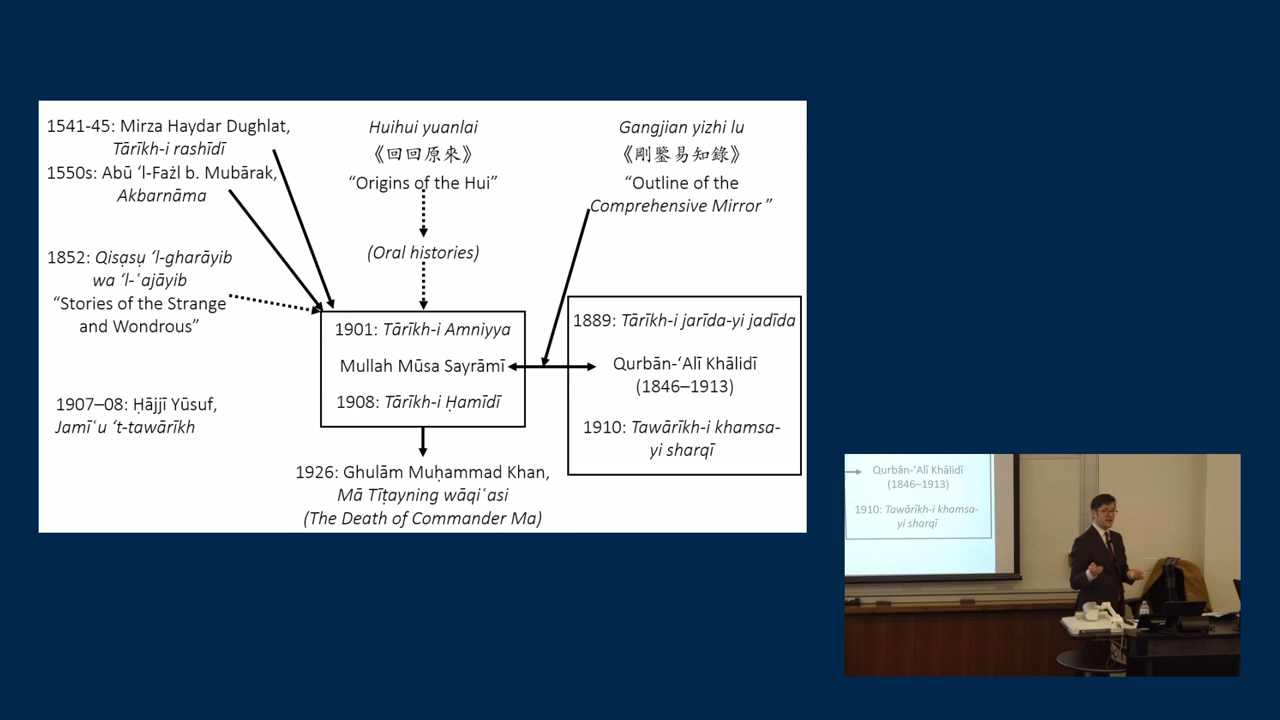 1541-45: Mirza Haydar Dughlat,
Tārīkh-i rashīdī
1550s: Abū ‘l-Fażl b. Mubārak,
Akbarnāma
1852: Qisạsụ ‘l-gharāyib
wa ‘l-ʿajāyib
“Stories of the Strange
and Wondrous”
1907–08: Ḥājjī Yūsuf,
Jamīʿu ‘t-tawārīkh
Huihui yuanlai
《回回原來》
“Origins of the Hui”
(Oral histories)
1901: Tārīkh-i Amniyya
Mullah Mūsa Sayrāmī
1908: Tārīkh-i Ḥamīdī
1926: Ghulām Muḥammad Khan,
Mā Tīṭayning wāqiʿasi
(The Death of Commander Ma)
Gangjian yizhi lu
《剛鑒易知錄》
“Outline of the
Comprehensive Mirror ”
1889: Tārīkh-i jarīda-yi jadīda
Qurbān-‘Alī Khālidī
(1846–1913)
1910: Tawārīkh-i khamsa-
yi sharqī
Qurbān-‘Alī Khālidī
(1846–1913)
1910: Tawārīkh-i khamsa-
yi sharqī